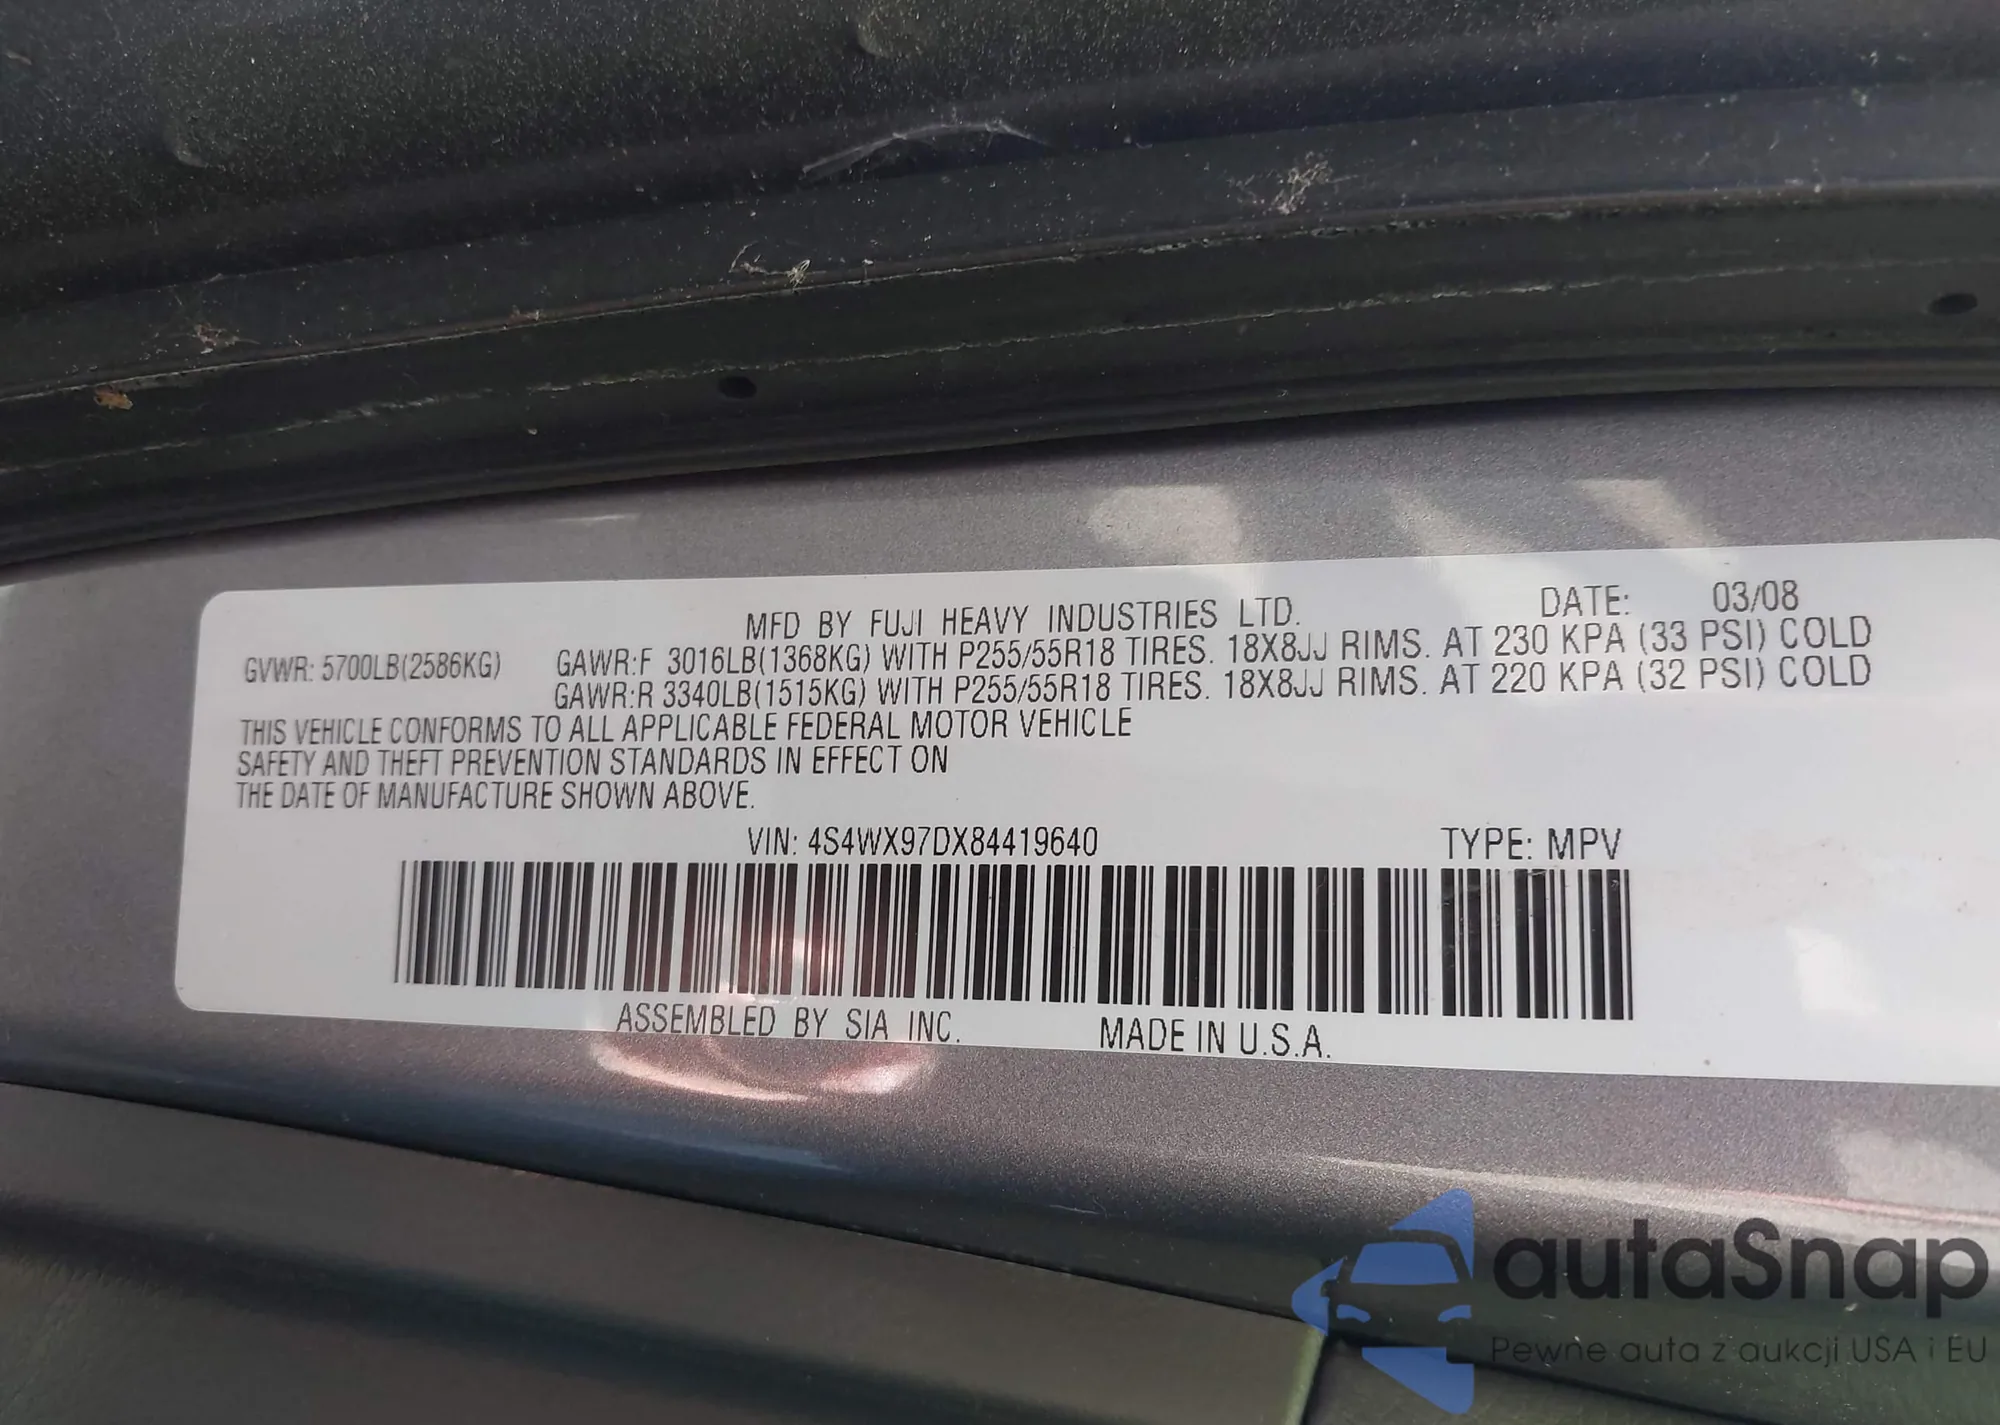 MFD BY FUJI HEAVY INDUSTRIES LTD. DATE: 03/08
GVWR: 5700LB(2586KG) GAWR:F 3016LB(1368KG) WITH P255/55R18 TIRES. 18X8JJ RIMS. AT 230 KPA (33 PSI) COLD
GAWR:R 3340LB(1515KG) WITH P255/55R18 TIRES. 18X8JJ RIMS. AT 220 KPA (32 PSI) COLD
THIS VEHICLE CONFORMS TO ALL APPLICABLE FEDERAL MOTOR VEHICLE
SAFETY AND THEFT PREVENTION STANDARDS IN EFFECT ON
THE DATE OF MANUFACTURE SHOWN ABOVE.
VIN: 4S4WX97DX84419640 TYPE: MPV
ASSEMBLED BY SIA INC. MADE IN U.S.A.
autaSnap
Pewne auta z aukcji USA i EU